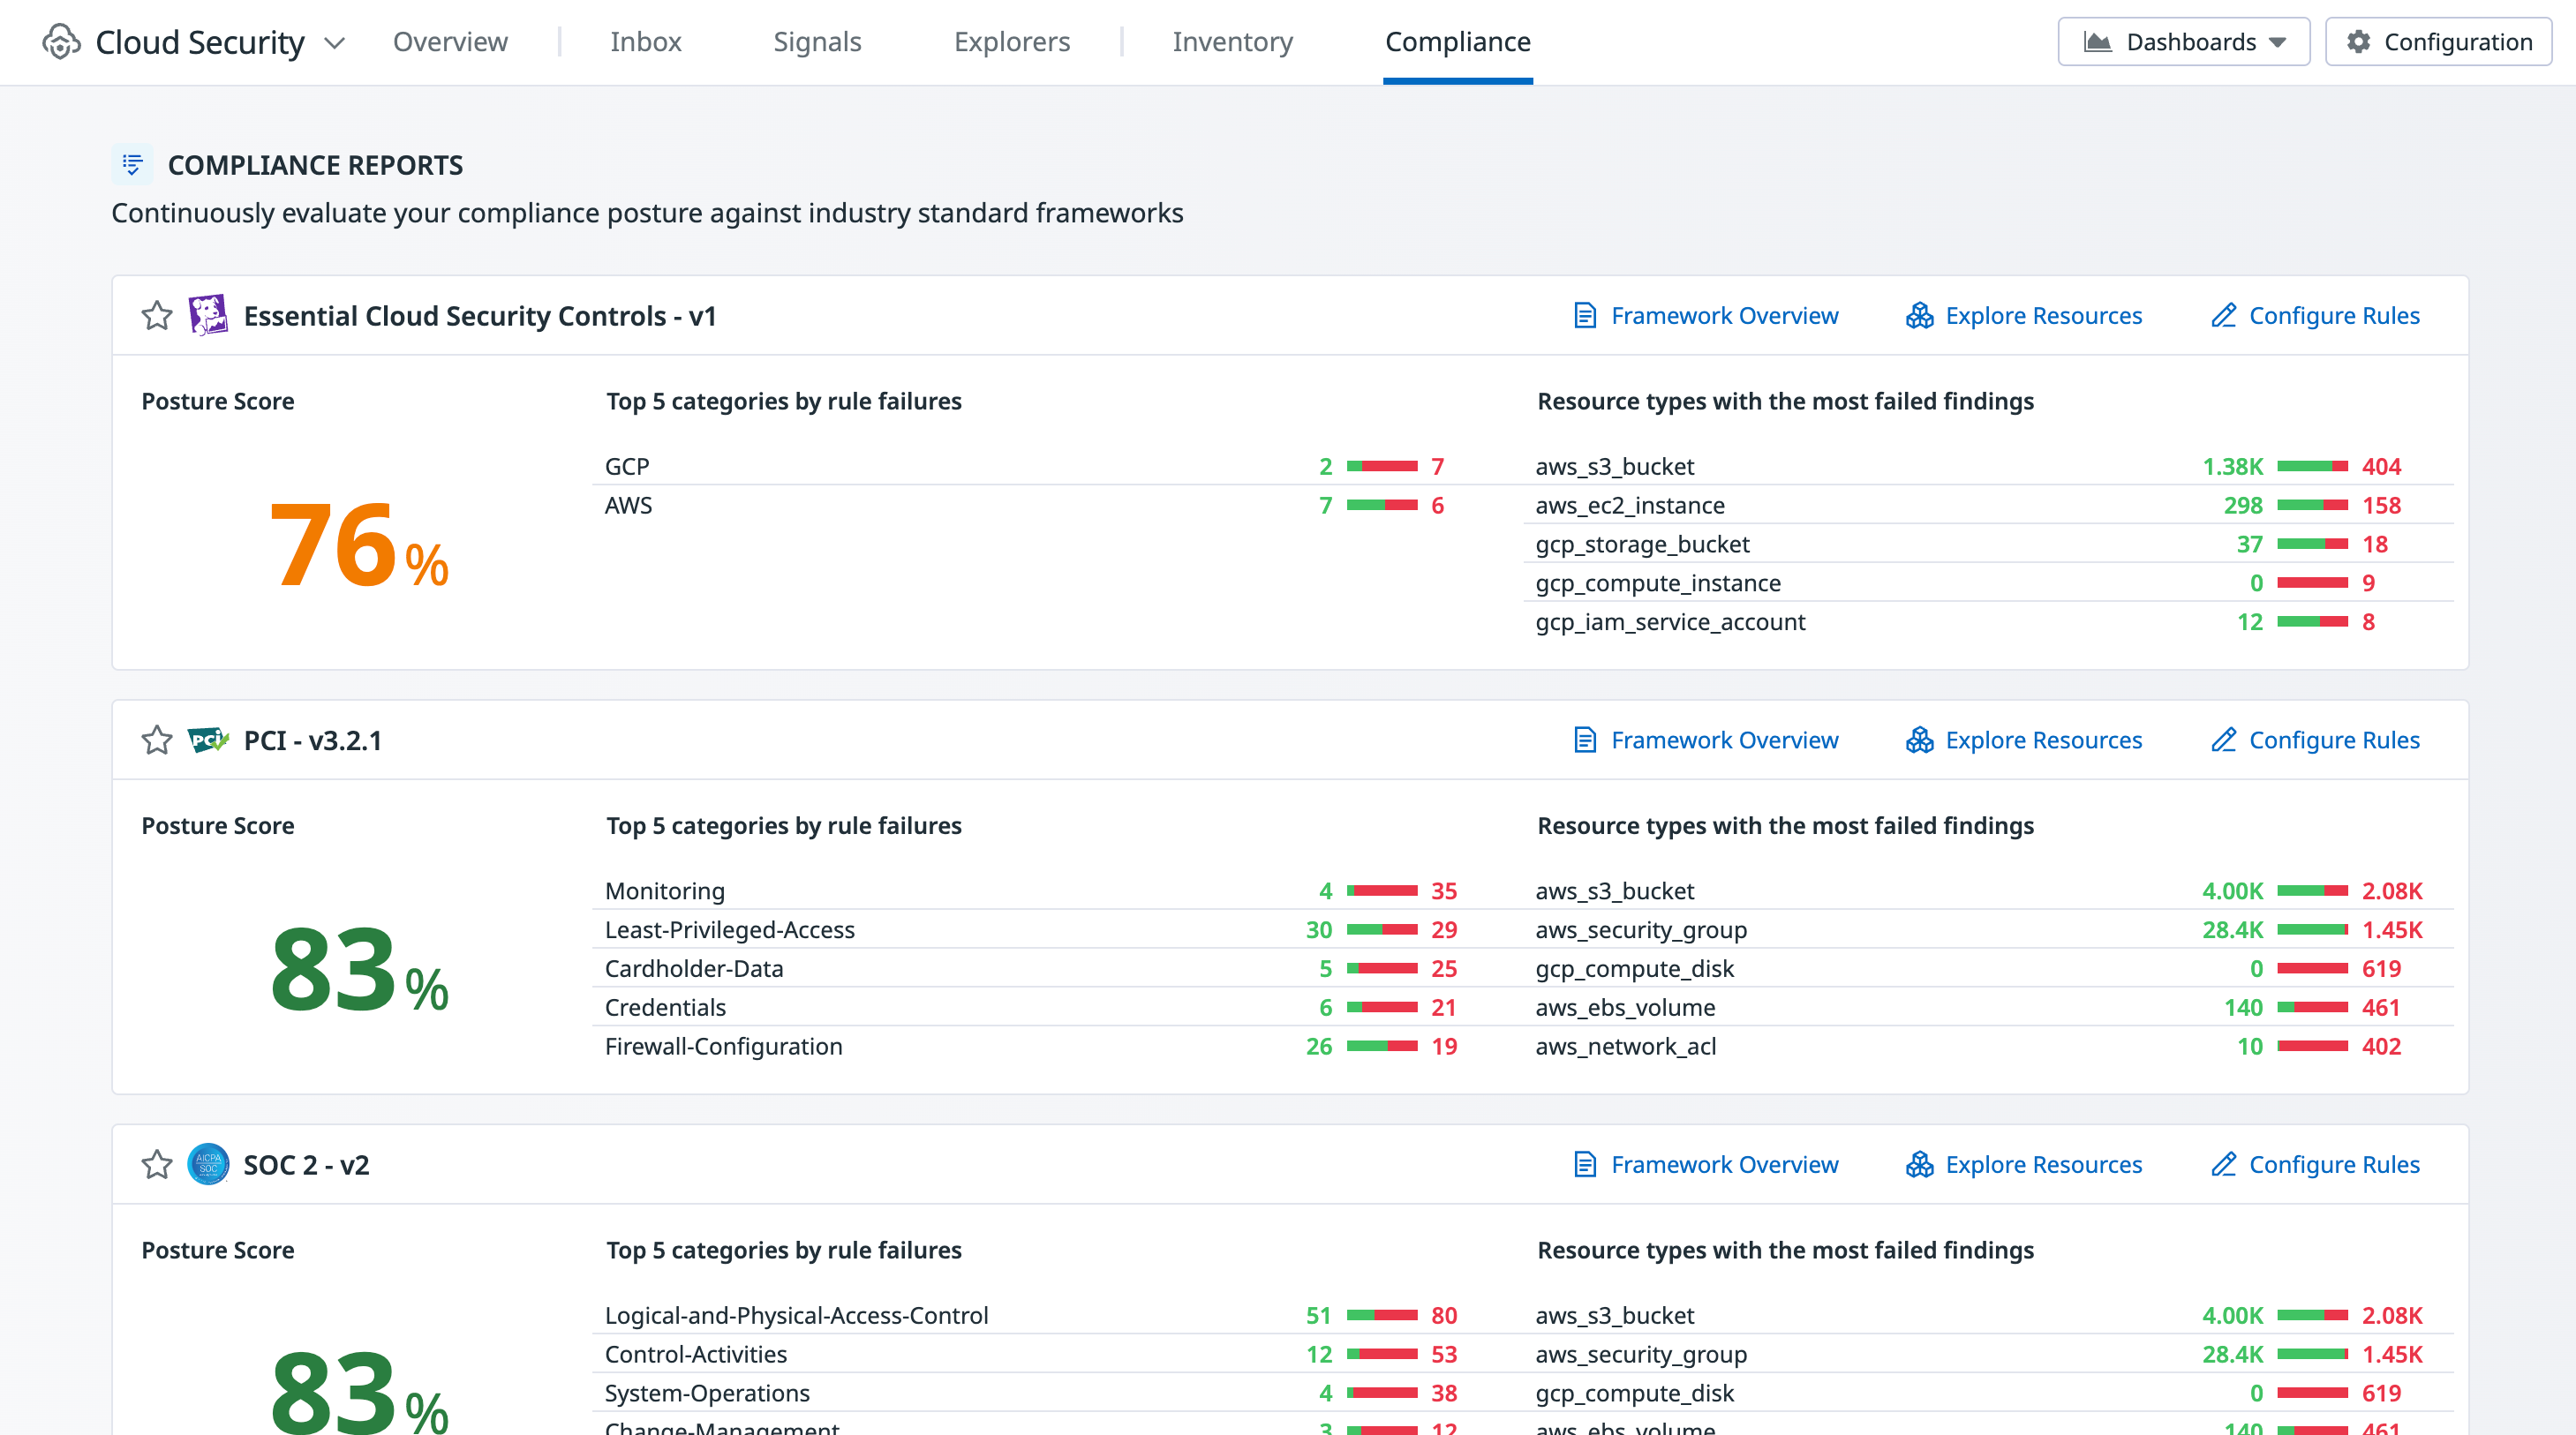 Cloud Security Overview Inbox Signals Explorers Inventory Compliance Dashboards Configuration
COMPLIANCE REPORTS
Continuously evaluate your compliance posture against industry standard frameworks
Essential Cloud Security Controls - v1 Framework Overview Explore Resources Configure Rules
Posture Score Top 5 categories by rule failures Resource types with the most failed findings
76%
GCP 2 7
AWS 7 6
aws_s3_bucket 1.38K 404
aws_ec2_instance 298 158
gcp_storage_bucket 37 18
gcp_compute_instance 0 9
gcp_iam_service_account 12 8
PCI PCI - v3.2.1 Framework Overview Explore Resources Configure Rules
Posture Score Top 5 categories by rule failures Resource types with the most failed findings
83%
Monitoring 4 35
Least-Privileged-Access 30 29
Cardholder-Data 5 25
Credentials 6 21
Firewall-Configuration 26 19
aws_s3_bucket 4.00K 2.08K
aws_security_group 28.4K 1.45K
gcp_compute_disk 0 619
aws_ebs_volume 140 461
aws_network_acl 10 402
AICPA
SOC
SOC 2 - v2 Framework Overview Explore Resources Configure Rules
Posture Score Top 5 categories by rule failures Resource types with the most failed findings
83%
Logical-and-Physical-Access-Control 51 80
Control-Activities 12 53
System-Operations 4 38
Change-Management 3 12
aws_s3_bucket 4.00K 2.08K
aws_security_group 28.4K 1.45K
gcp_compute_disk 0 619
aws_ebs_volume 140 461